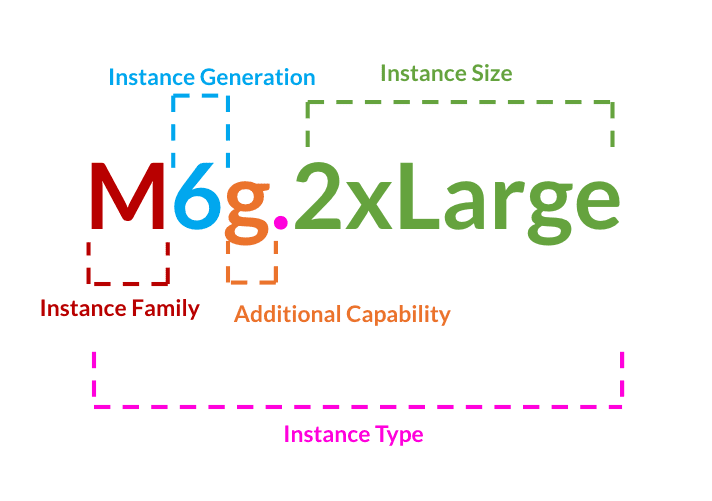 Instance Generation
Instance Size
M6g.2xLarge
Instance Family
Additional Capability
Instance Type